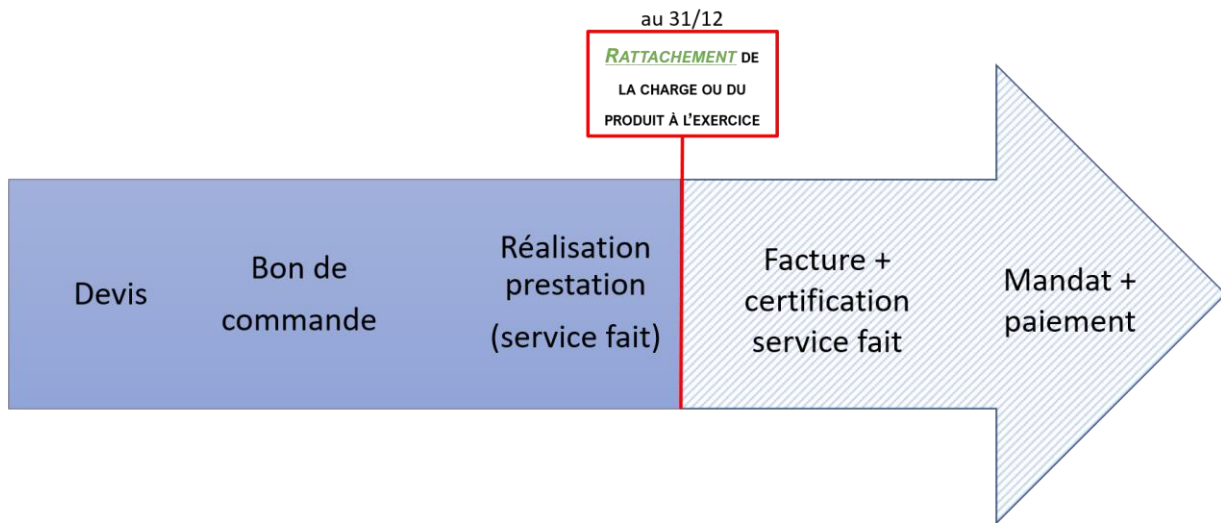 au 31/12
RATTACHEMENT DE
LA CHARGE OU DU
PRODUIT À L'EXERCICE
Devis
Bon de
commande
Réalisation
prestation
(service fait)
Facture +
certification
service fait
Mandat +
paiement